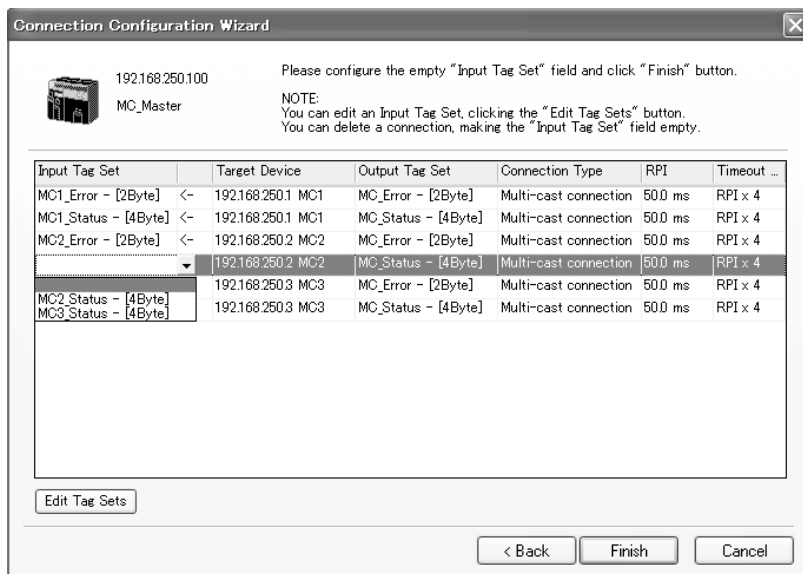 Connection Configuration Wizard
192.168.250.100
MC_Master
Please configure the empty "Input Tag Set" field and click "Finish" button.
NOTE:
You can edit an Input Tag Set, clicking the "Edit Tag Sets" button.
You can delete a connection, making the "Input Tag Set" field empty.
Input Tag Set Target Device Output Tag Set Connection Type RPI Timeout ...
MC1_Error - [2Byte] <- 192.168.250.1 MC1 MC_Error - [2Byte] Multi-cast connection 50.0 ms RPI x 4
MC1_Status - [4Byte] <- 192.168.250.1 MC1 MC_Status - [4Byte] Multi-cast connection 50.0 ms RPI x 4
MC2_Error - [2Byte] <- 192.168.250.2 MC2 MC_Error - [2Byte] Multi-cast connection 50.0 ms RPI x 4
192.168.250.2 MC2 MC_Status - [4Byte] Multi-cast connection 50.0 ms RPI x 4
192.168.250.3 MC3 MC_Error - [2Byte] Multi-cast connection 50.0 ms RPI x 4
MC2_Status - [4Byte]
MC3_Status - [4Byte]
192.168.250.3 MC3 MC_Status - [4Byte] Multi-cast connection 50.0 ms RPI x 4
Edit Tag Sets
< Back Finish Cancel